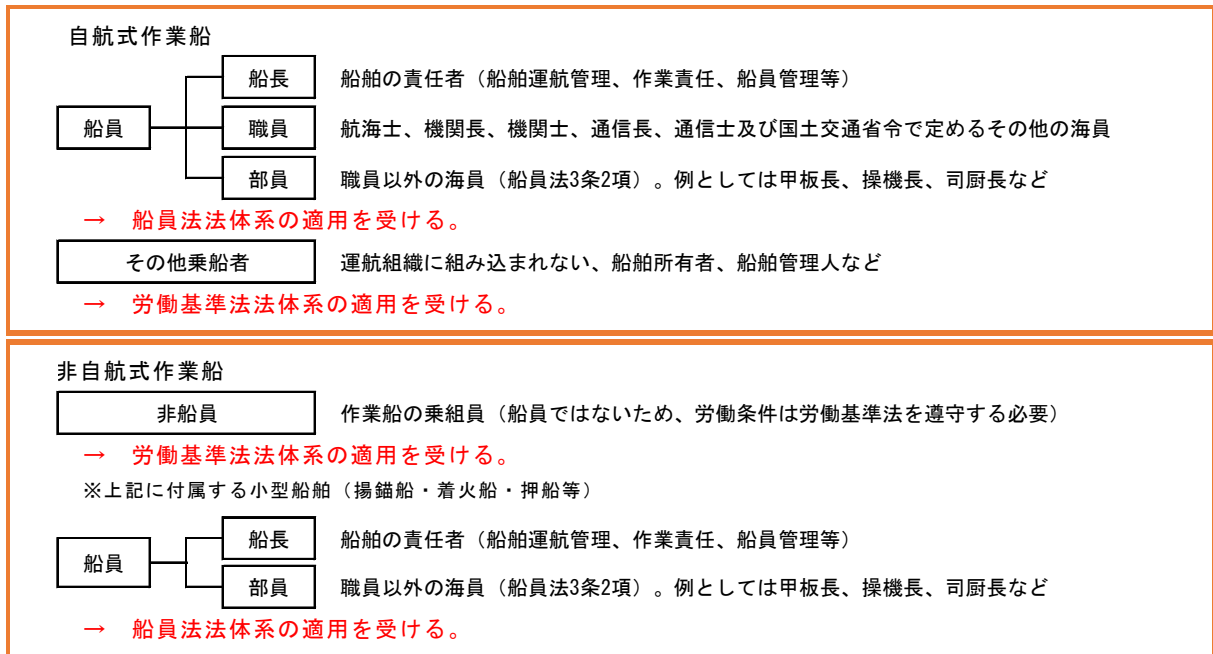 自航式作業船
船長 船舶の責任者（船舶運航管理、作業責任、船員管理等）
船員 職員 航海士、機関長、機関士、通信長、通信士及び国土交通省令で定めるその他の海員
部員 職員以外の海員（船員法3条2項）。例としては甲板長、操機長、司厨長など
→ 船員法法体系の適用を受ける。
その他乗船者 運航組織に組み込まれない、船舶所有者、船舶管理人など
→ 労働基準法法体系の適用を受ける。
非自航式作業船
非船員 作業船の乗組員（船員ではないため、労働条件は労働基準法を遵守する必要）
→ 労働基準法法体系の適用を受ける。
※上記に付属する小型船舶（揚錨船・着火船・押船等）
船長 船舶の責任者（船舶運航管理、作業責任、船員管理等）
船員
部員 職員以外の海員（船員法3条2項）。例としては甲板長、操機長、司厨長など
→ 船員法法体系の適用を受ける。